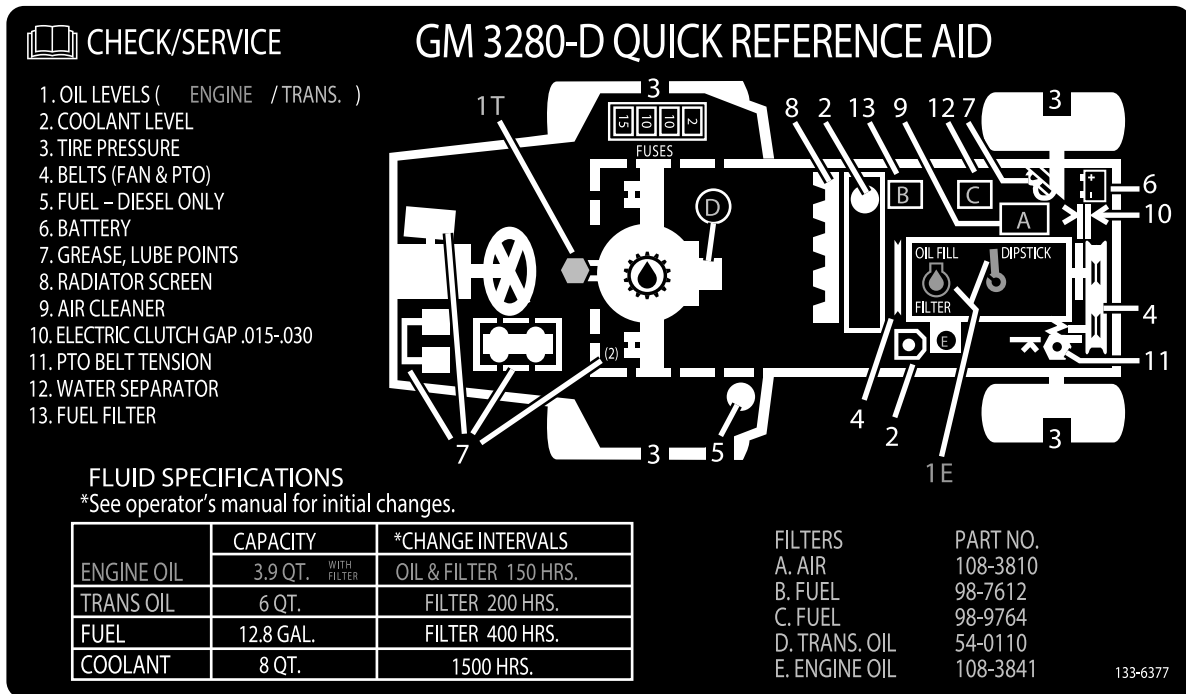 CHECK/SERVICE
GM 3280-D QUICK REFERENCE AID
1. OIL LEVELS ( ENGINE / TRANS. )
2. COOLANT LEVEL
3. TIRE PRESSURE
4. BELTS (FAN & PTO)
5. FUEL – DIESEL ONLY
6. BATTERY
7. GREASE, LUBE POINTS
8. RADIATOR SCREEN
9. AIR CLEANER
10. ELECTRIC CLUTCH GAP .015-.030
11. PTO BELT TENSION
12. WATER SEPARATOR
13. FUEL FILTER
1T
3
15 10 10 2
FUSES
8 2 13 9 12 7
3
B C
A
+ -
6
10
D
OIL FILL DIPSTICK
FILTER
E
(2)
4
11
4
2
7
3
5
1E
3
FLUID SPECIFICATIONS
*See operator's manual for initial changes.
CAPACITY *CHANGE INTERVALS
ENGINE OIL 3.9 QT. WITH FILTER OIL & FILTER 150 HRS.
TRANS OIL 6 QT. FILTER 200 HRS.
FUEL 12.8 GAL. FILTER 400 HRS.
COOLANT 8 QT. 1500 HRS.
FILTERS PART NO.
A. AIR 108-3810
B. FUEL 98-7612
C. FUEL 98-9764
D. TRANS. OIL 54-0110
E. ENGINE OIL 108-3841
133-6377